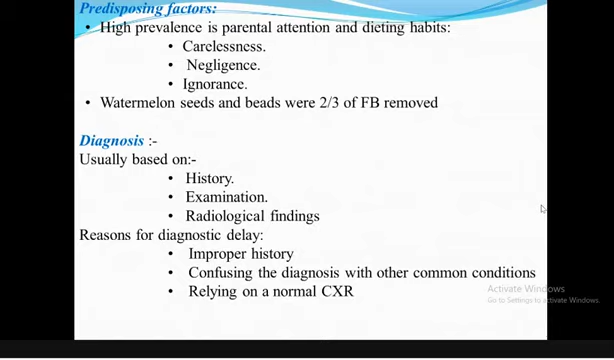 Predisposing factors:
• High prevalence is parental attention and dieting habits:
• Carelessness.
• Negligence.
• Ignorance.
• Watermelon seeds and beads were 2/3 of FB removed
Diagnosis :-
Usually based on:-
• History.
• Examination.
• Radiological findings
Reasons for diagnostic delay:
• Improper history
• Confusing the diagnosis with other common conditions
• Relying on a normal CXR
Activate Windows
Go to Settings to activate Windows.